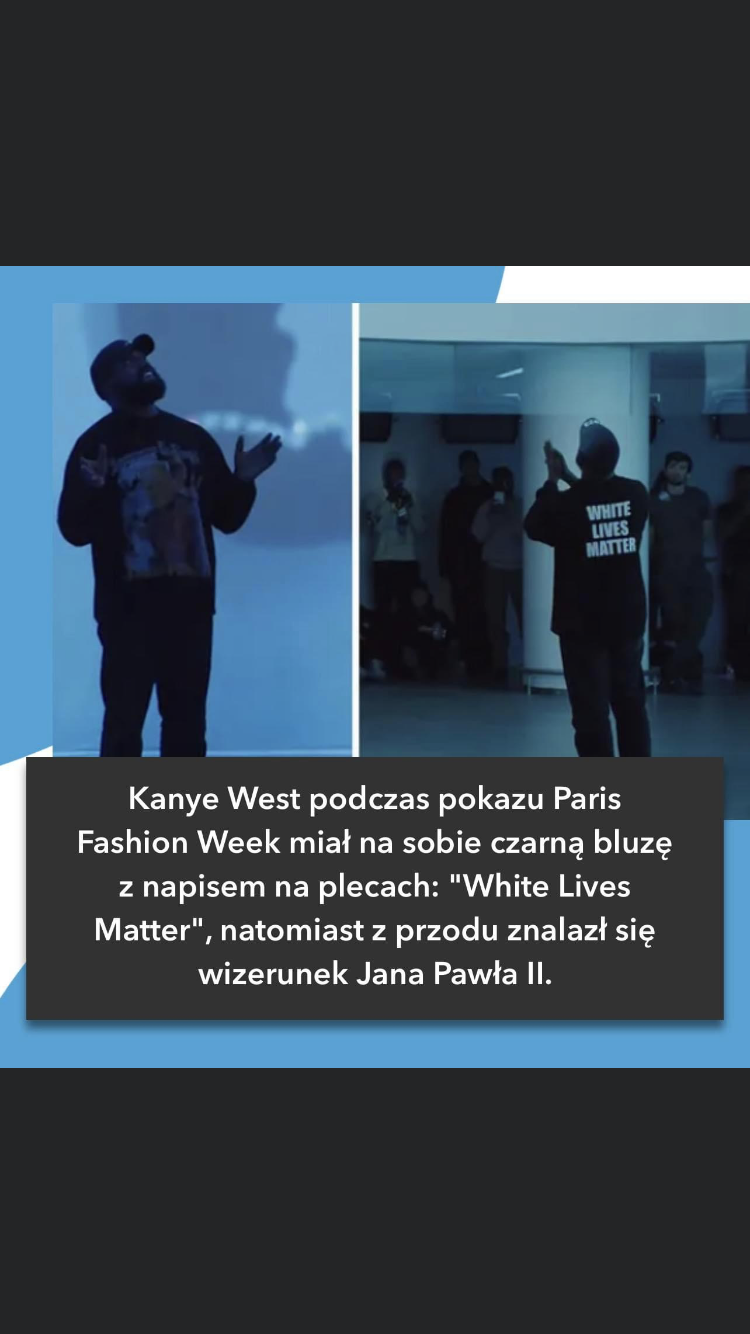 WHITE
LIVES
MATTER
Kanye West podczas pokazu Paris
Fashion Week miał na sobie czarną bluzę
z napisem na plecach: "White Lives
Matter", natomiast z przodu znalazł się
wizerunek Jana Pawła II.